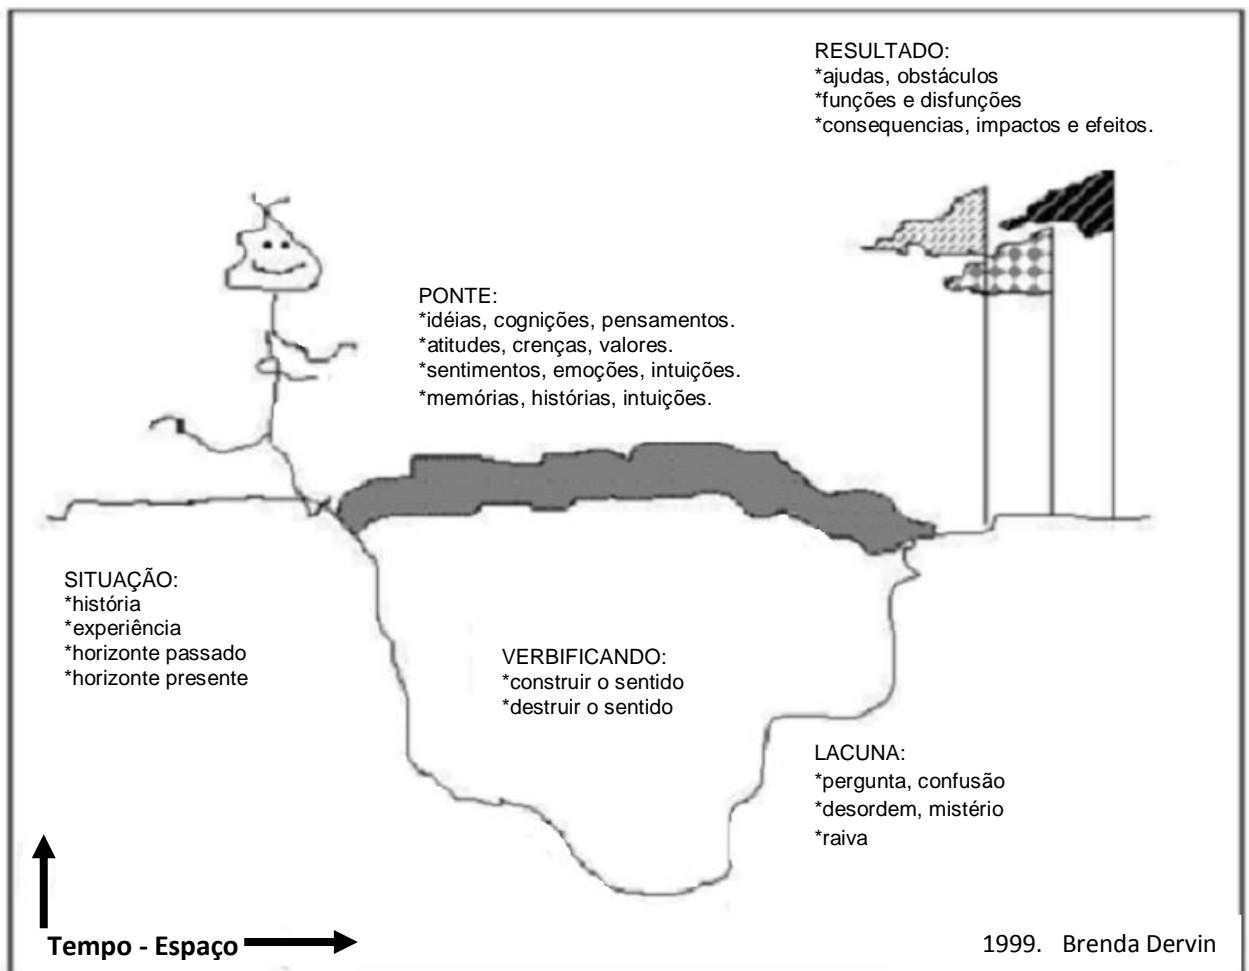 RESULTADO:
*ajudas, obstáculos
*funções e disfunções
*consequencias, impactos e efeitos.
PONTE:
*idéias, cognições, pensamentos.
*atitudes, crenças, valores.
*sentimentos, emoções, intuições.
*memórias, histórias, intuições.
SITUAÇÃO:
*história
*experiência
*horizonte passado
*horizonte presente
VERBIFICANDO:
*construir o sentido
*destruir o sentido
LACUNA:
*pergunta, confusão
*desordem, mistério
*raiva
Tempo - Espaço
1999. Brenda Dervin